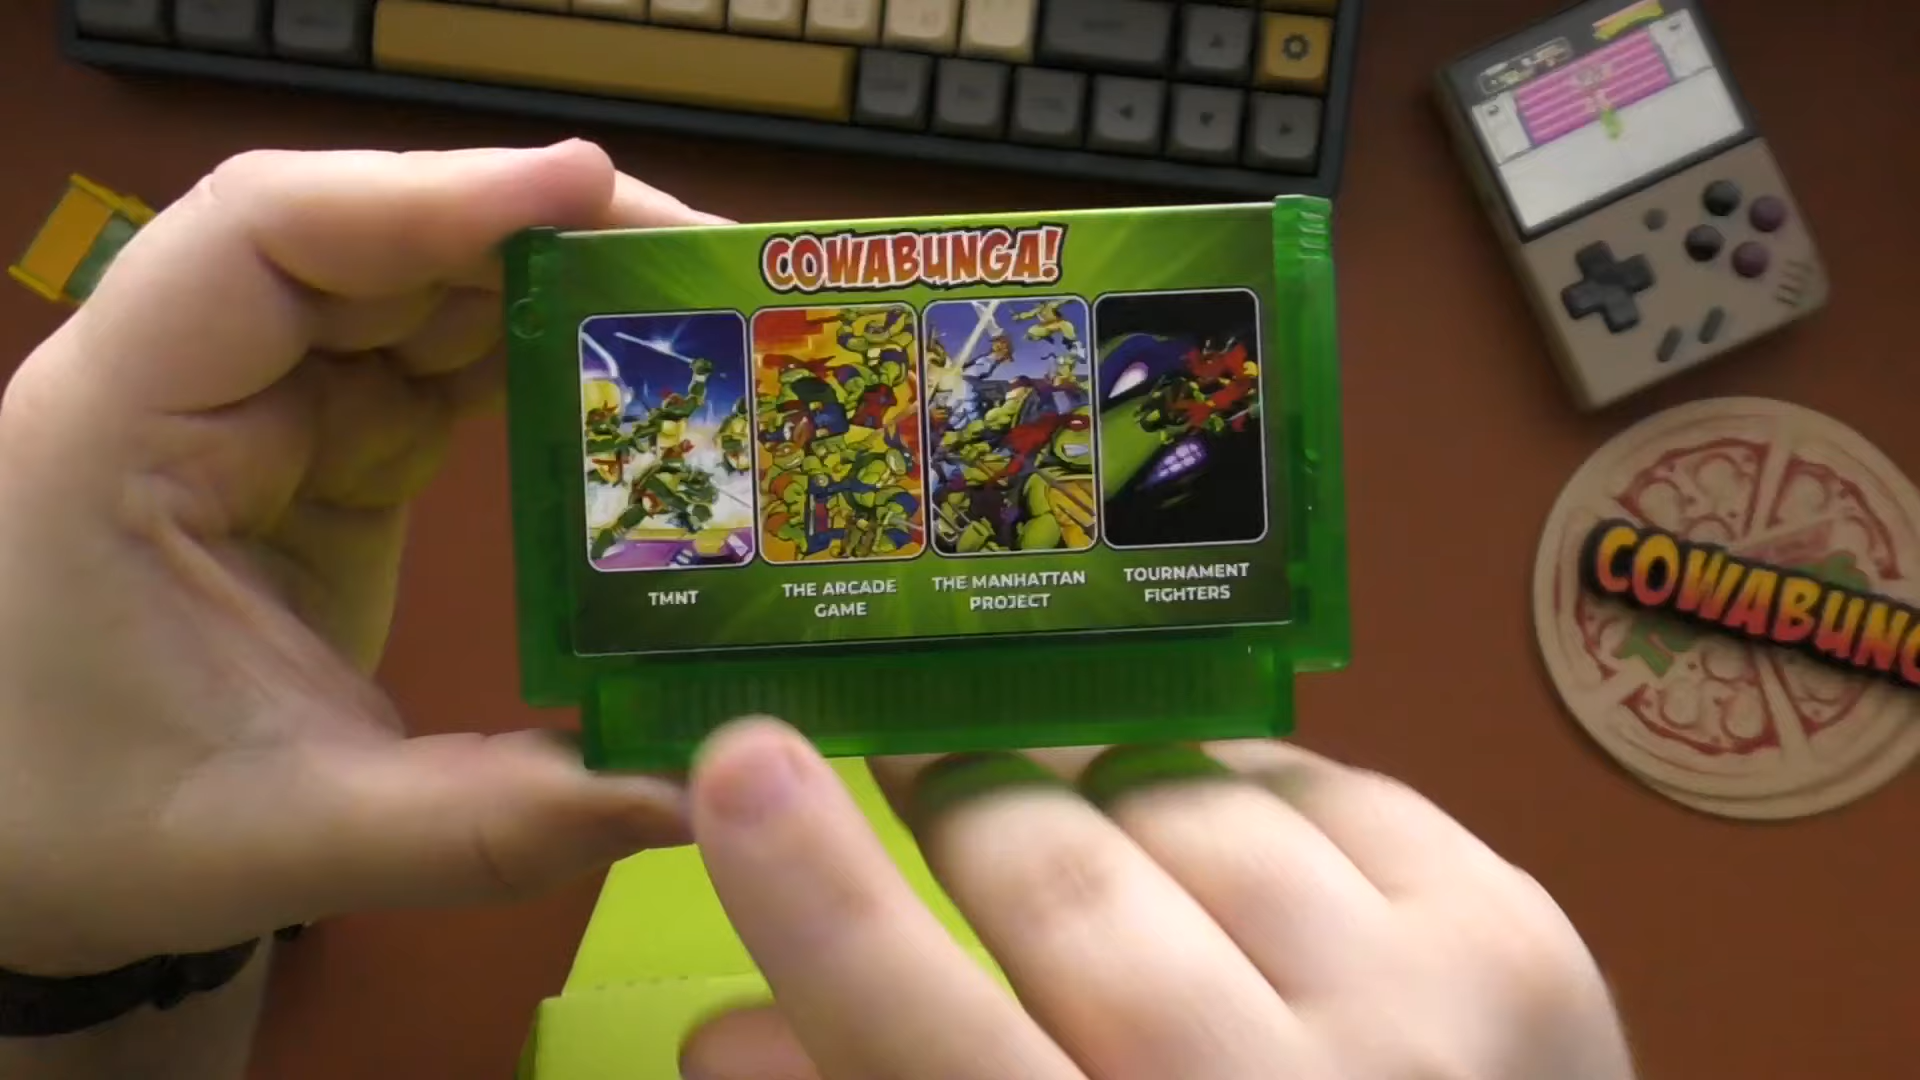 COWABUNGA!
TMNT
THE ARCADE
GAME
THE MANHATTAN
PROJECT
TOURNAMENT
FIGHTERS
COWABUNG